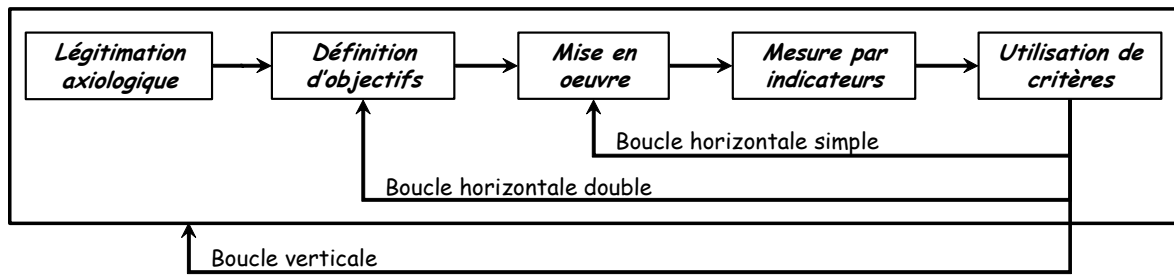 Légitimation
axiologique
Définition
d'objectifs
Mise en
oeuvre
Mesure par
indicateurs
Utilisation de
critères
Boucle horizontale simple
Boucle horizontale double
Boucle verticale